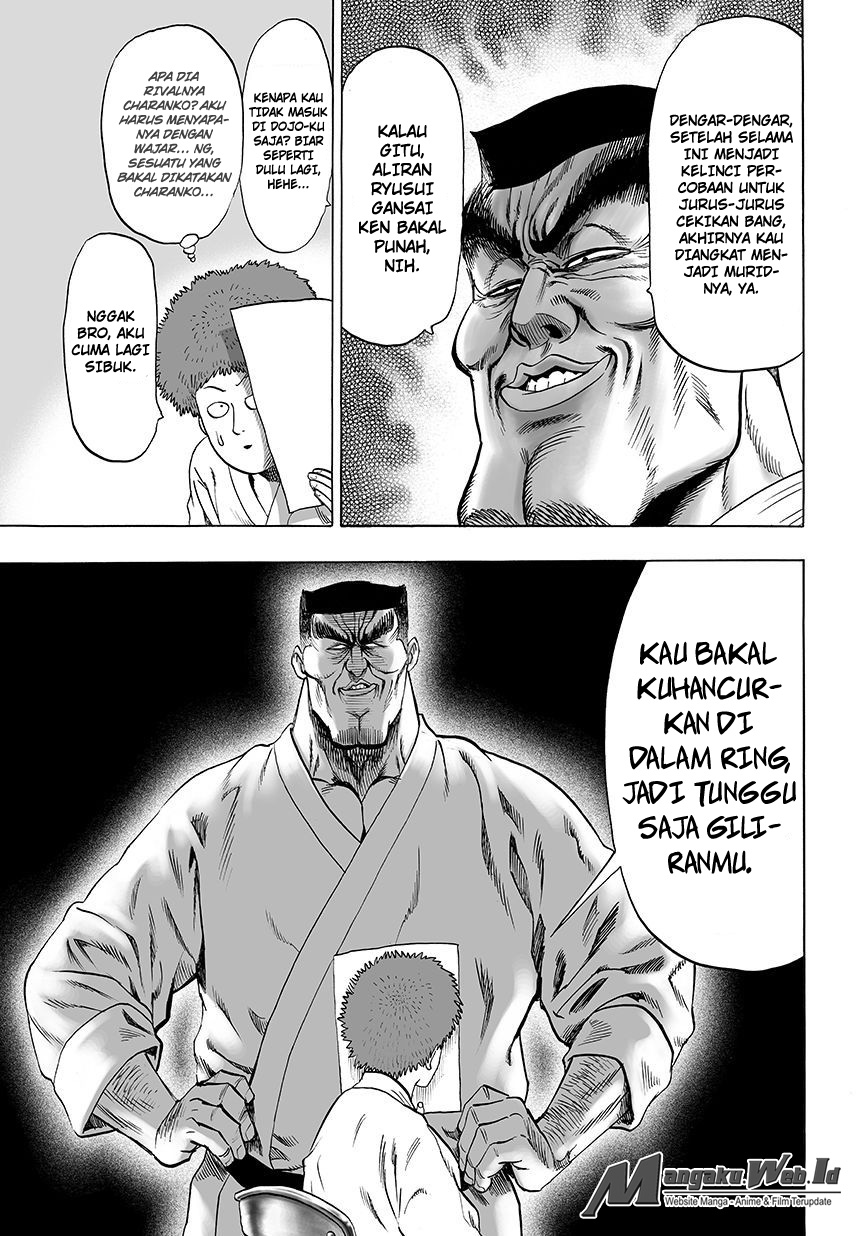 DENGAR-DENGAR,
SETELAH SELAMA
INI MENJADI
KELINCI PER-
COBAAN UNTUK
JURUS-JURUS
CEKIKAN BANG,
AKHIRNYA KAU
DIANGKAT MEN-
JADI MURID-
NYA, YA.
KALAU
GITU,
ALIRAN
RYUSUI
GANSAI
KEN BAKAL
PUNAH,
NIH.
KENAPA KAU
TIDAK MASUK
DI DOJO-KU
SAJA? BIAR
SEPERTI
DULU LAGI,
HEHE...
APA DIA
RIVALNYA
CHARANKO? AKU
HARUS MENYAPA-
NYA DENGAN
WAJAR... NG,
SESUATU YANG
BAKAL DIKATAKAN
CHARANKO...
NGGAK
BRO, AKU
CUMA LAGI
SIBUK.
KAU BAKAL
KUHANCUR-
KAN DI
DALAM RING,
JADI TUNGGU
SAJA GILI-
RANMU.
Mangaku.Web.Id
Website Manga - Anime & Film Terupdate